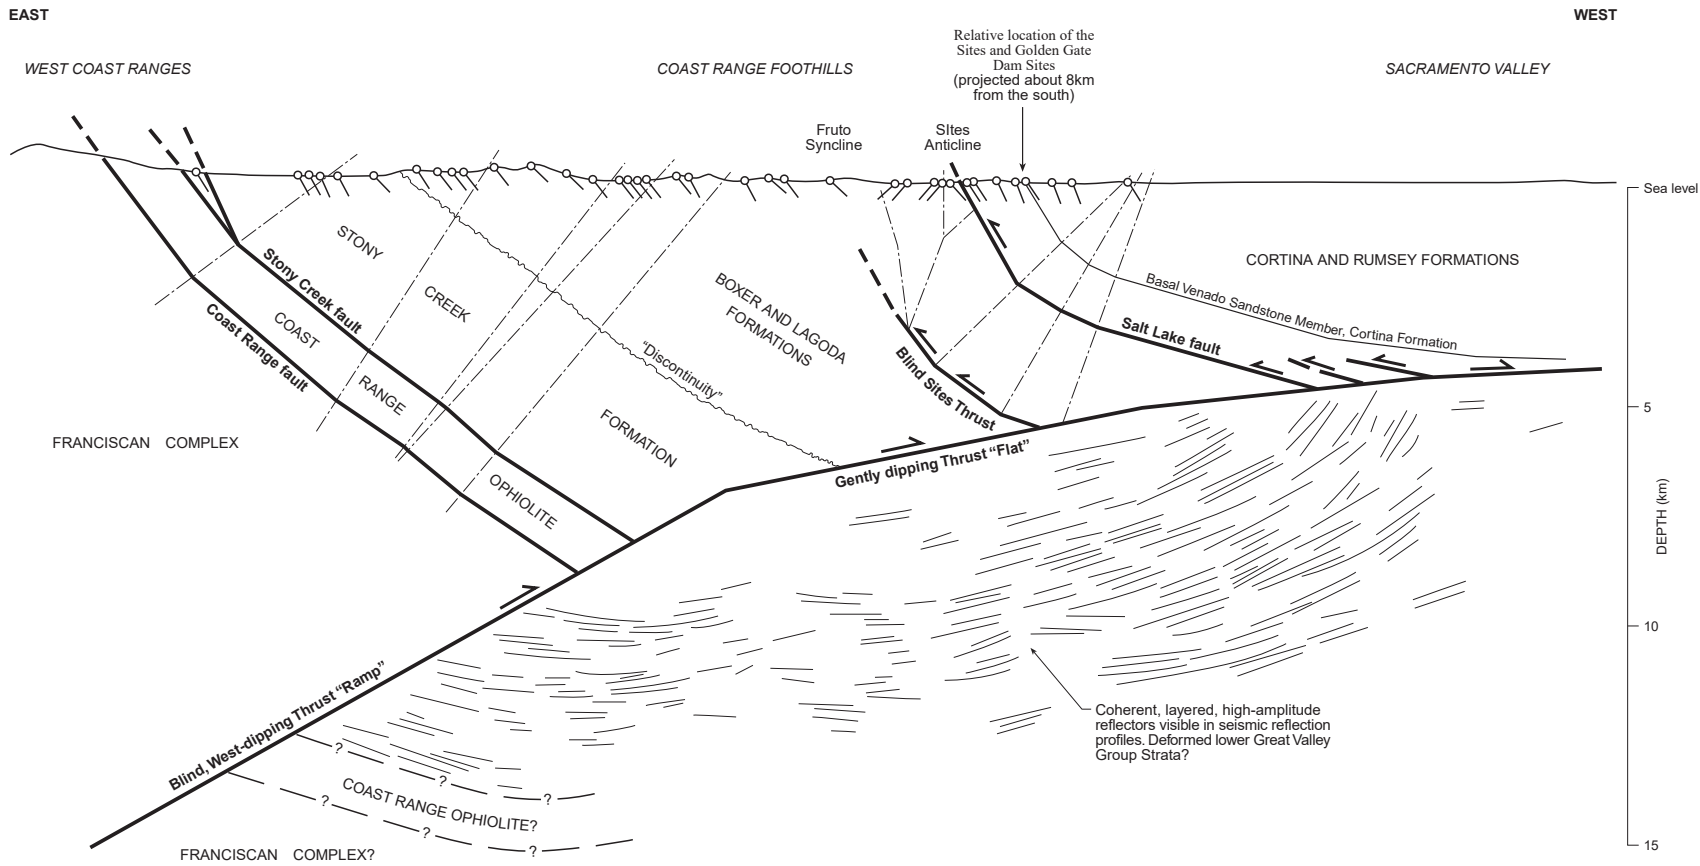 EAST
WEST
WEST COAST RANGES
COAST RANGE FOOTHILLS
SACRAMENTO VALLEY
Relative location of the
Sites and Golden Gate
Dam Sites
(projected about 8km
from the south)
Fruto
Syncline
SItes
Anticline
Sea level
STONY
CREEK
FORMATION
Stony Creek fault
Coast Range fault
COAST
RANGE
OPHIOLITE
"Discontinuity"
BOXER AND LAGODA
FORMATIONS
CORTINA AND RUMSEY FORMATIONS
Basal Venado Sandstone Member, Cortina Formation
Salt Lake fault
Blind Sites Thrust
Gently dipping Thrust "Flat"
FRANCISCAN COMPLEX
5
DEPTH (km)
10
15
Blind, West-dipping Thrust "Ramp"
Coherent, layered, high-amplitude
reflectors visible in seismic reflection
profiles. Deformed lower Great Valley
Group Strata?
? ? ?
COAST RANGE OPHIOLITE?
? ? ?
FRANCISCAN COMPLEX?